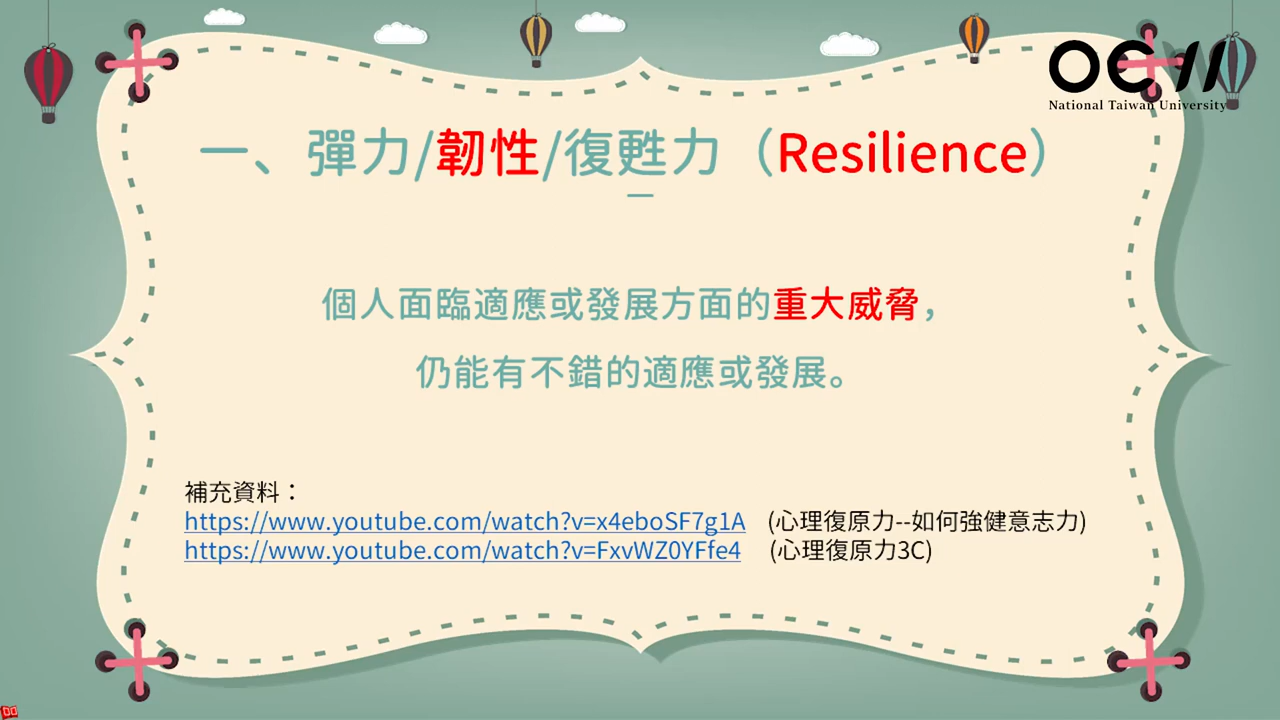 OCW
National Taiwan University
一、彈力/韌性/復甦力（Resilience）
個人面臨適應或發展方面的重大威脅，
仍能有不錯的適應或發展。
補充資料：
https://www.youtube.com/watch?v=x4eboSF7g1A (心理復原力--如何強健意志力)
https://www.youtube.com/watch?v=FxvWZ0YFfe4 (心理復原力3C)